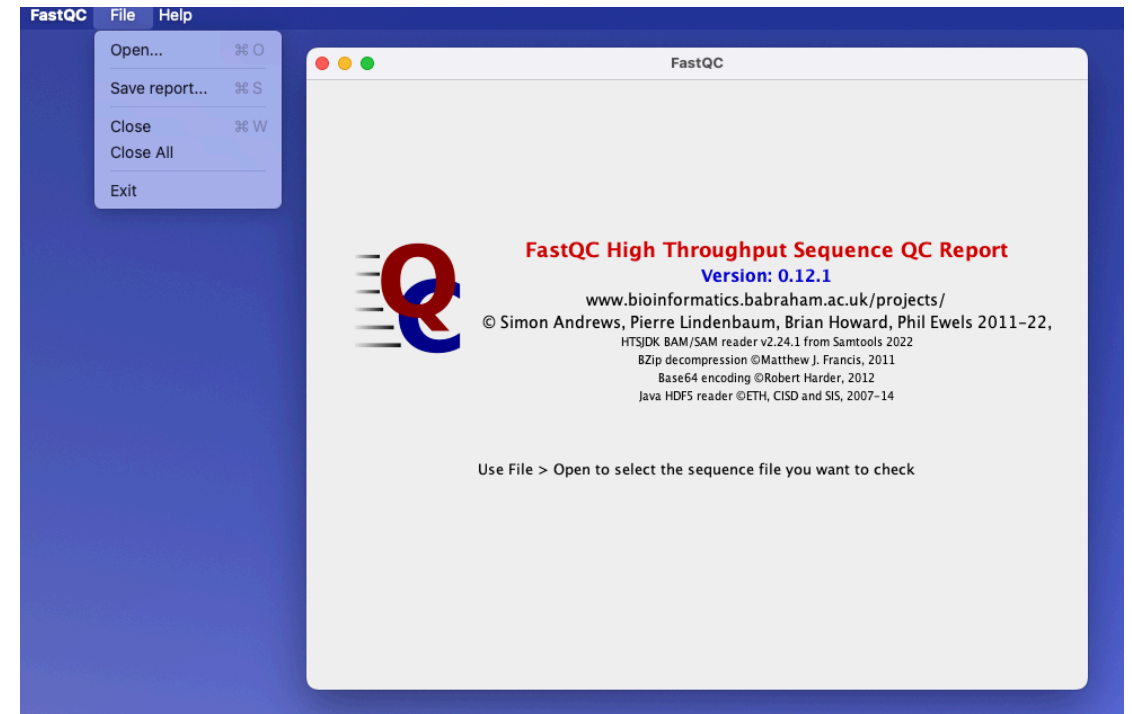 FastQC File Help
Open... ⌘ O
Save report... ⌘ S
Close ⌘ W
Close All
Exit
FastQC
QC
FastQC High Throughput Sequence QC Report
Version: 0.12.1
www.bioinformatics.babraham.ac.uk/projects/
© Simon Andrews, Pierre Lindenbaum, Brian Howard, Phil Ewels 2011-22,
HTSJDK BAM/SAM reader v2.24.1 from Samtools 2022
BZip decompression ©Matthew J. Francis, 2011
Base64 encoding ©Robert Harder, 2012
Java HDF5 reader ©ETH, CISD and SIS, 2007-14
Use File > Open to select the sequence file you want to check